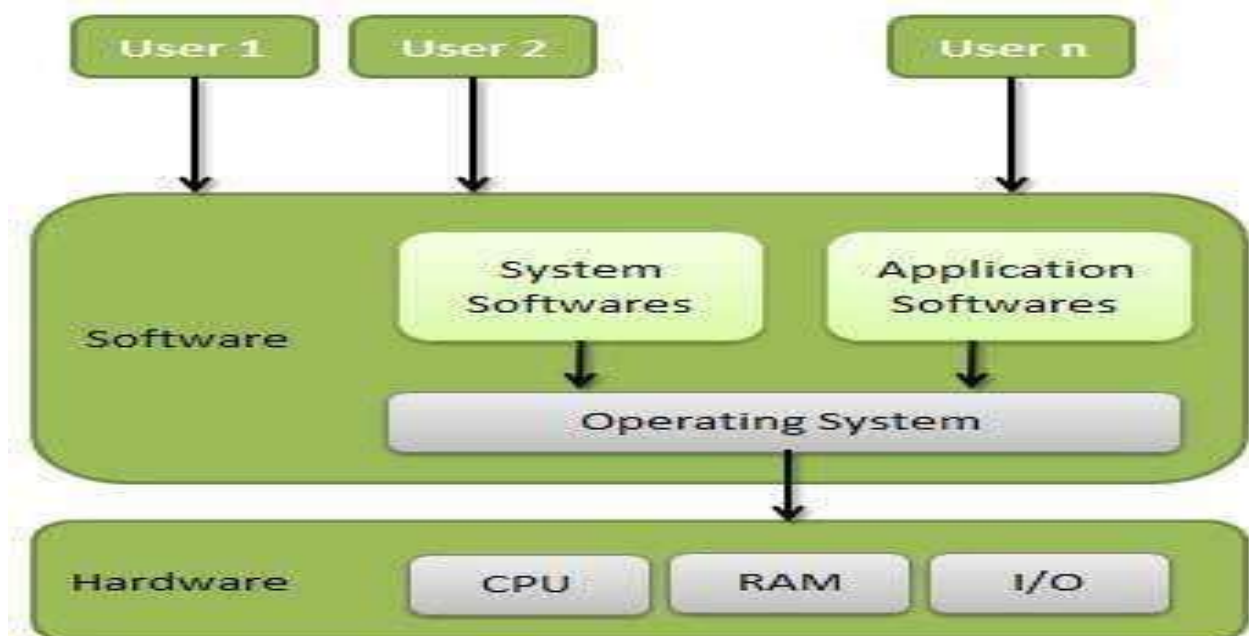 User 1
User 2
User n
System
Softwares
Application
Softwares
Software
Operating System
Hardware
CPU
RAM
I/O